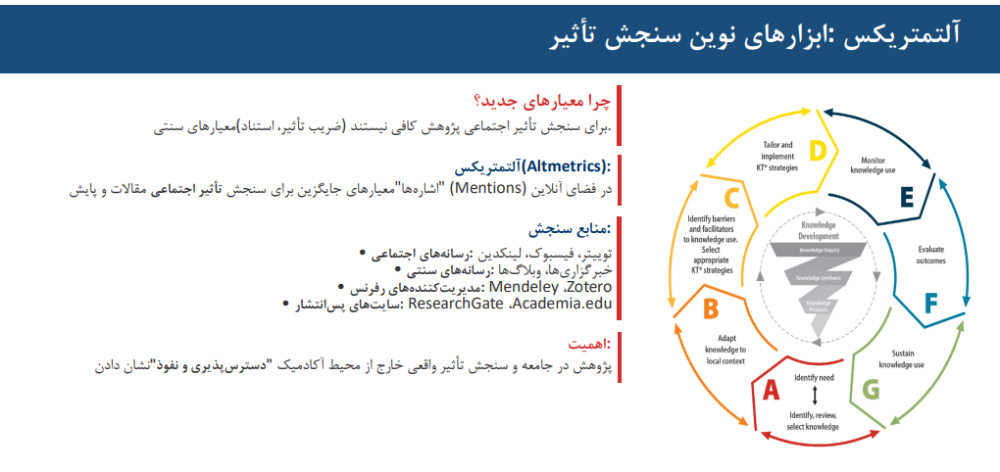 آلتمتریکس :ابزارهای نوین سنجش تأثیر
چرا معیارهای جدید؟
.برای سنجش تأثیر اجتماعی پژوهش کافی نیستند (ضریب تأثیر، استناد)معیارهای سنتی
آلتمتریکس(Altmetrics):
در فضای آنلاین (Mentions) "اشاره‌ها"معیارهای جایگزین برای سنجش تأثیر اجتماعی مقالات و پایش
:منابع سنجش
توییتر، فیسبوک، لینکدین :رسانه‌های اجتماعی •
خبرگزاری‌ها، وبلاگ‌ها :رسانه‌های سنتی •
مدیریت‌کننده‌های رفرنس: Mendeley ،Zotero •
سایت‌های پس‌انتشار: ResearchGate ،Academia.edu •
:اهمیت
پژوهش در جامعه و سنجش تأثیر واقعی خارج از محیط آکادمیک "دسترس‌پذیری و نفوذ"نشان دادن
D
Tailor and
implement
KT* strategies
E
Monitor
knowledge use
C
Identify barriers
and facilitators
to knowledge use.
Select
appropriate
KT* strategies
Knowledge
Development
Knowledge Inquiry
Knowledge Synthesis
Knowledge
Products
F
Evaluate
outcomes
B
Adapt
knowledge to
local context
G
Sustain
knowledge use
A
Identify need
Identify, review,
select knowledge